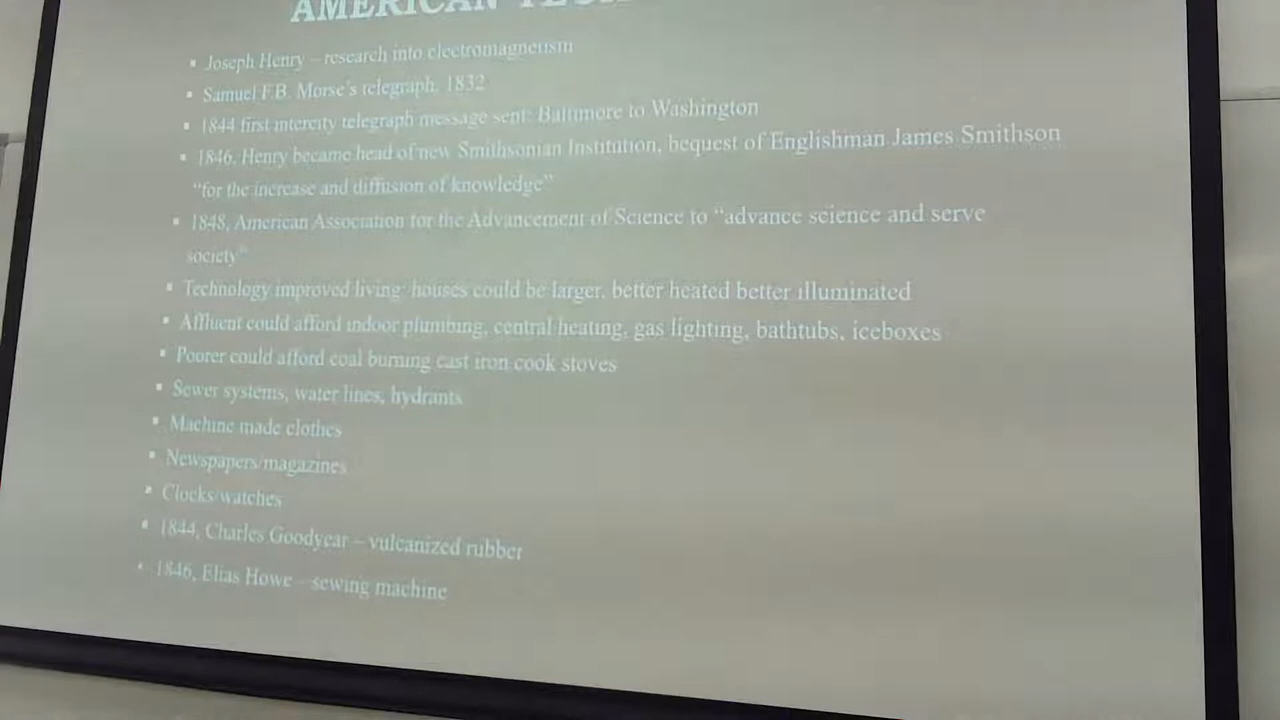 AMERICAN
▪ Joseph Henry – research into electromagnetism
▪ Samuel F.B. Morse's telegraph, 1832
▪ 1844 first intercity telegraph message sent: Baltimore to Washington
▪ 1846, Henry became head of new Smithsonian Institution, bequest of Englishman James Smithson
“for the increase and diffusion of knowledge”
▪ 1848, American Association for the Advancement of Science to “advance science and serve
society”
▪ Technology improved living: houses could be larger, better heated better illuminated
▪ Affluent could afford indoor plumbing, central heating, gas lighting, bathtubs, iceboxes
▪ Poorer could afford coal burning cast iron cook stoves
▪ Sewer systems, water lines, hydrants
▪ Machine made clothes
▪ Newspapers/magazines
▪ Clocks/watches
▪ 1844, Charles Goodyear – vulcanized rubber
▪ 1846, Elias Howe – sewing machine